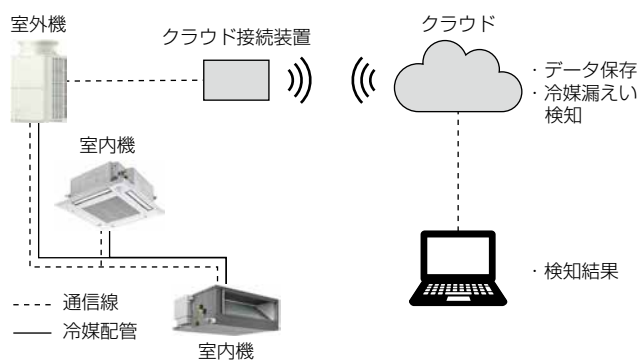 室外機
クラウド接続装置
クラウド
・データ保存
・冷媒漏えい
検知
室内機
・検知結果
通信線
冷媒配管
室内機